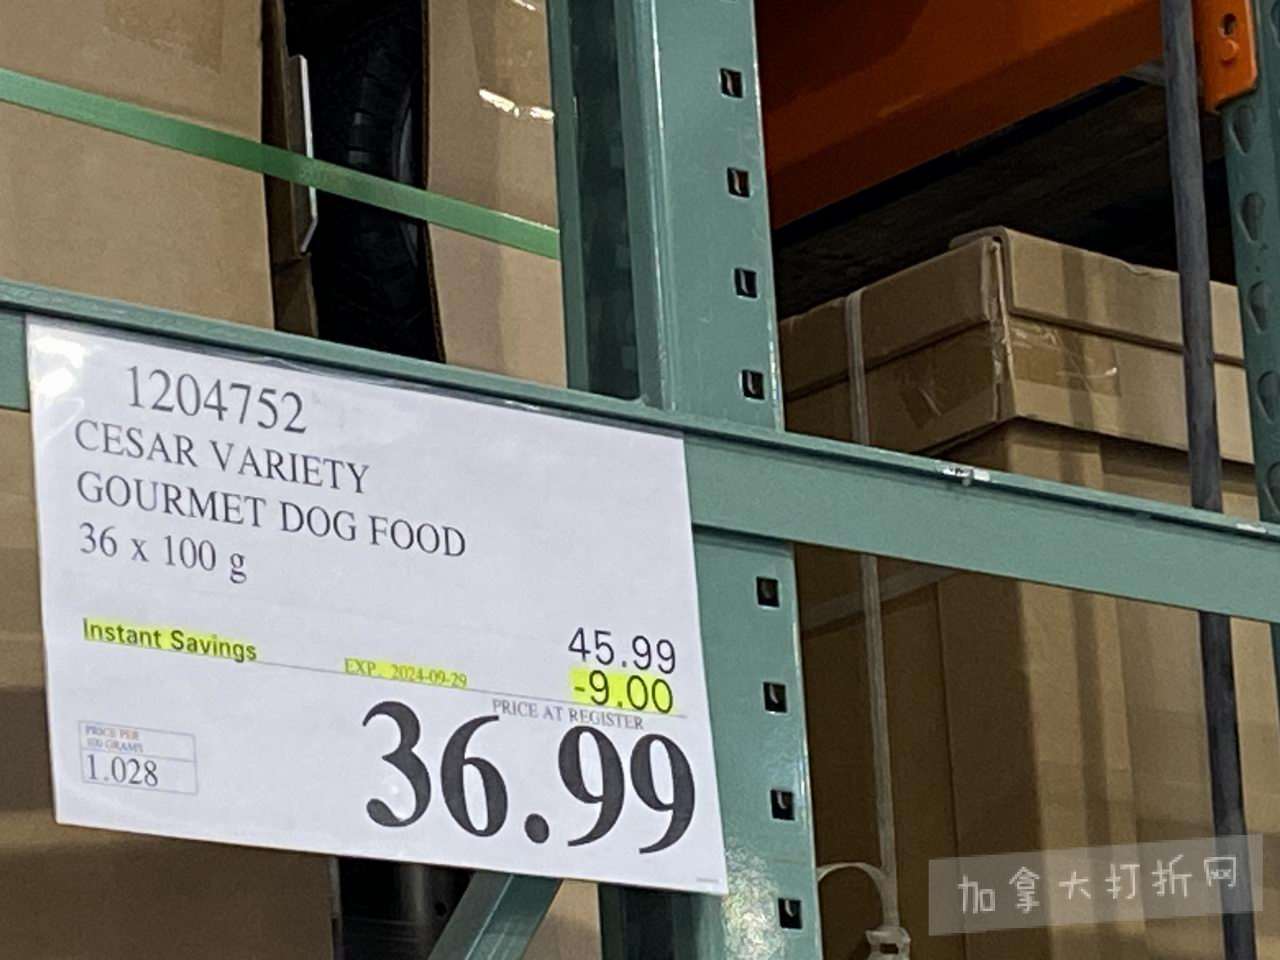 1204752
CESAR VARIETY
GOURMET DOG FOOD
36 x 100 g
45.99
Instant Savings
EXP. 2024-09-29
-9.00
PRICE AT REGISTER
36.99
PRICE PER
100 GRAMS
1.028
加拿大打折网